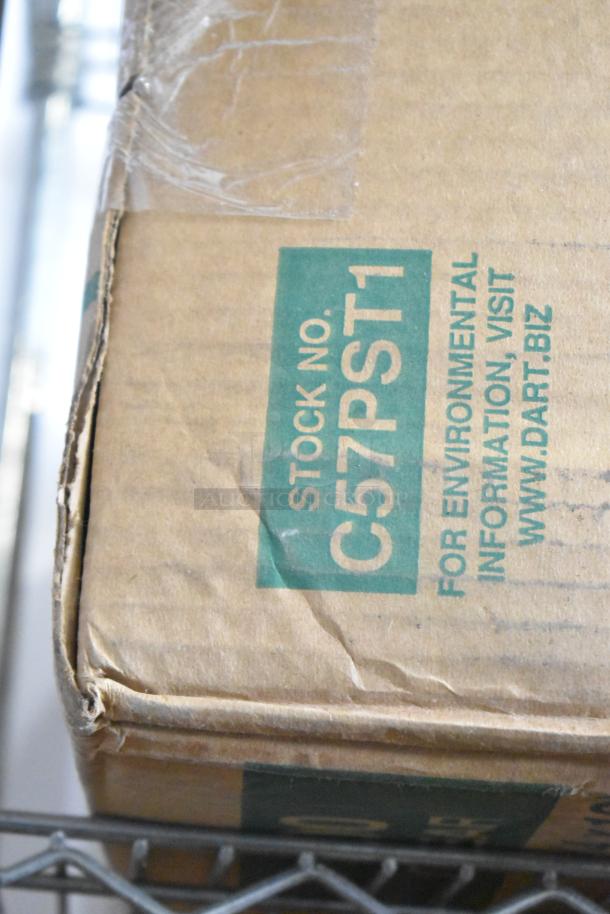 STOCK NO.
C57PST1
FOR ENVIRONMENTAL
INFORMATION, VISIT
WWW.DART.BIZ